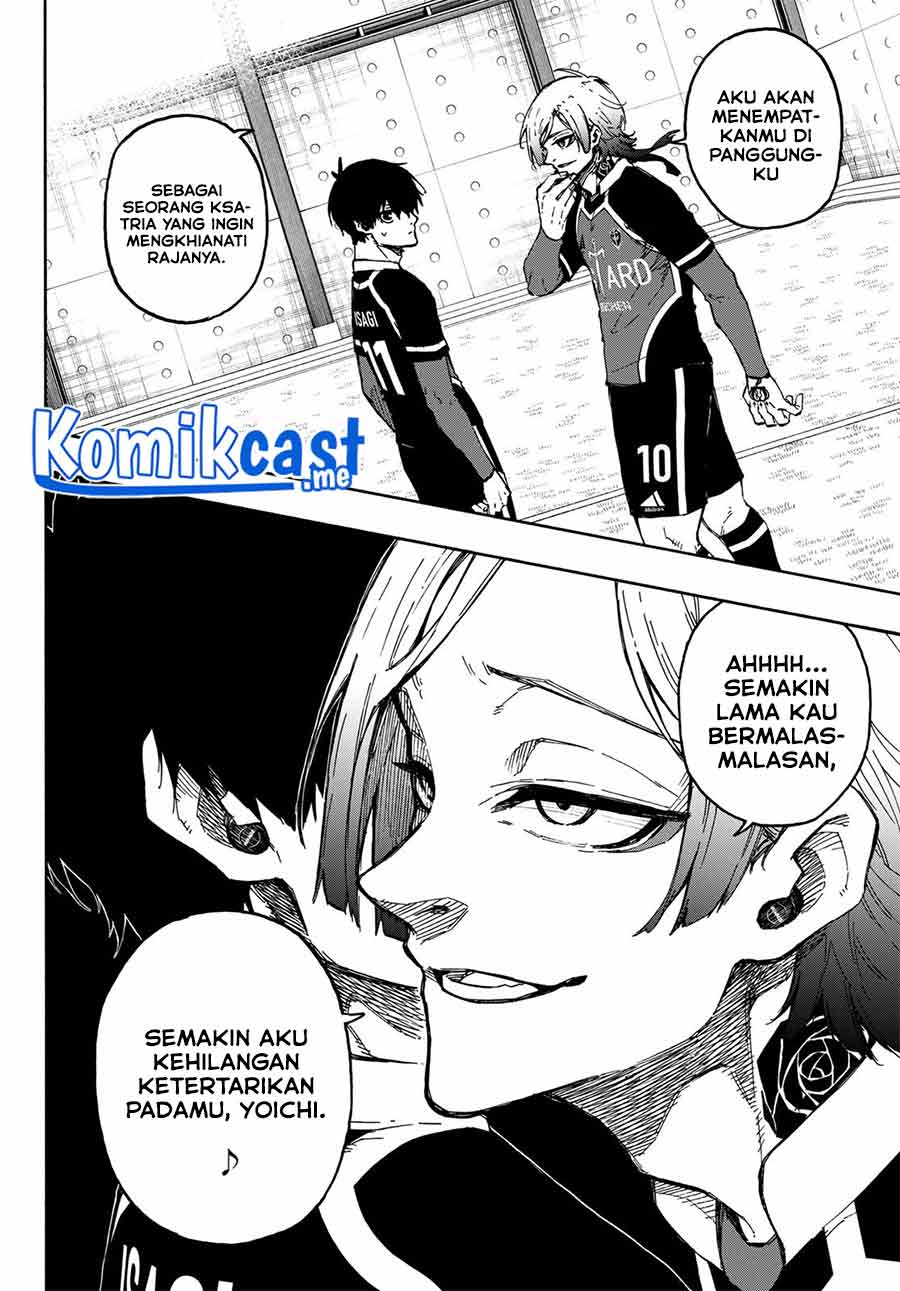 AKU AKAN
MENEMPAT-
KANMU DI
PANGGUNG-
KU
SEBAGAI
SEORANG KSA-
TRIA YANG INGIN
MENGKHIANATI
RAJANYA.
ISAGI
11
ARD
10
Komikcast
.me
AHHHH...
SEMAKIN
LAMA KAU
BERMALAS-
MALASAN,
SEMAKIN AKU
KEHILANGAN
KETERTARIKAN
PADAMU, YOICHI.
♪